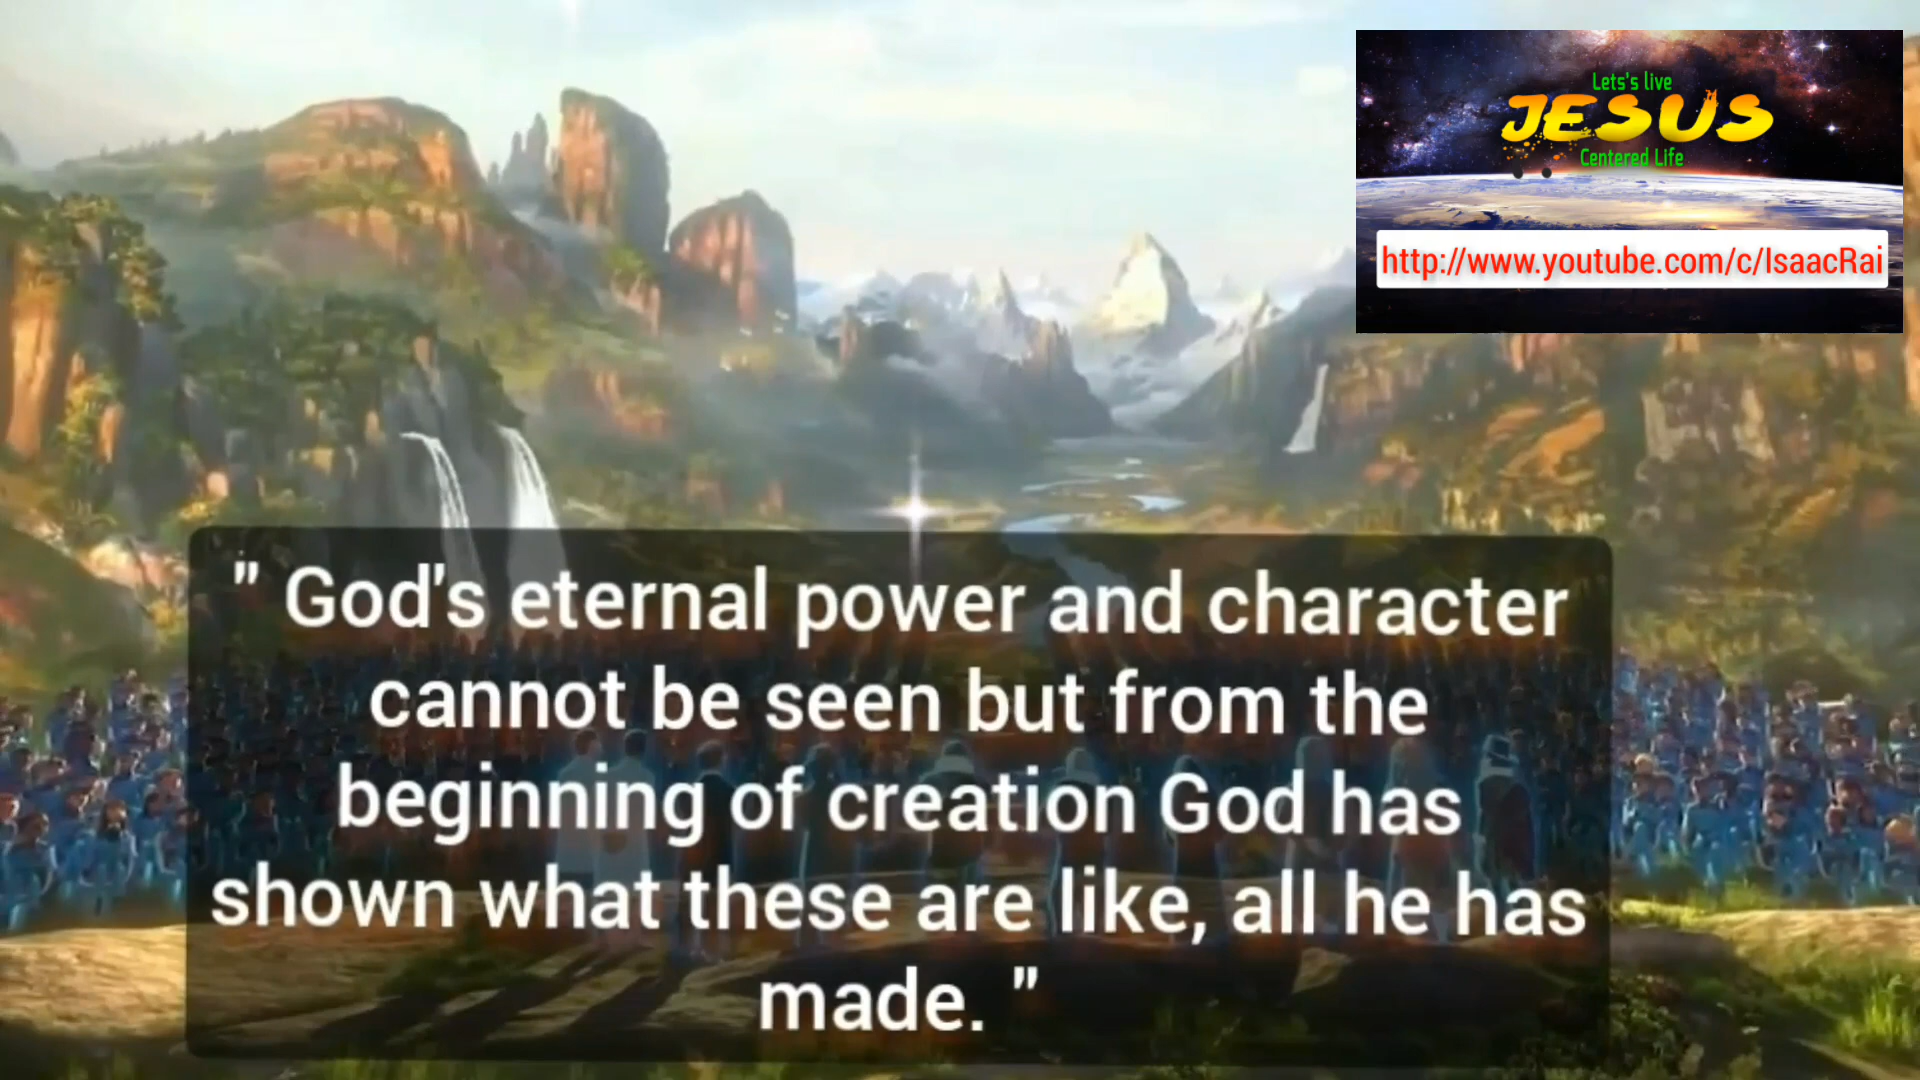 Lets's live
JESUS
Centered Life
http://www.youtube.com/c/IsaacRai
" God's eternal power and character
cannot be seen but from the
beginning of creation God has
shown what these are like, all he has
made. "